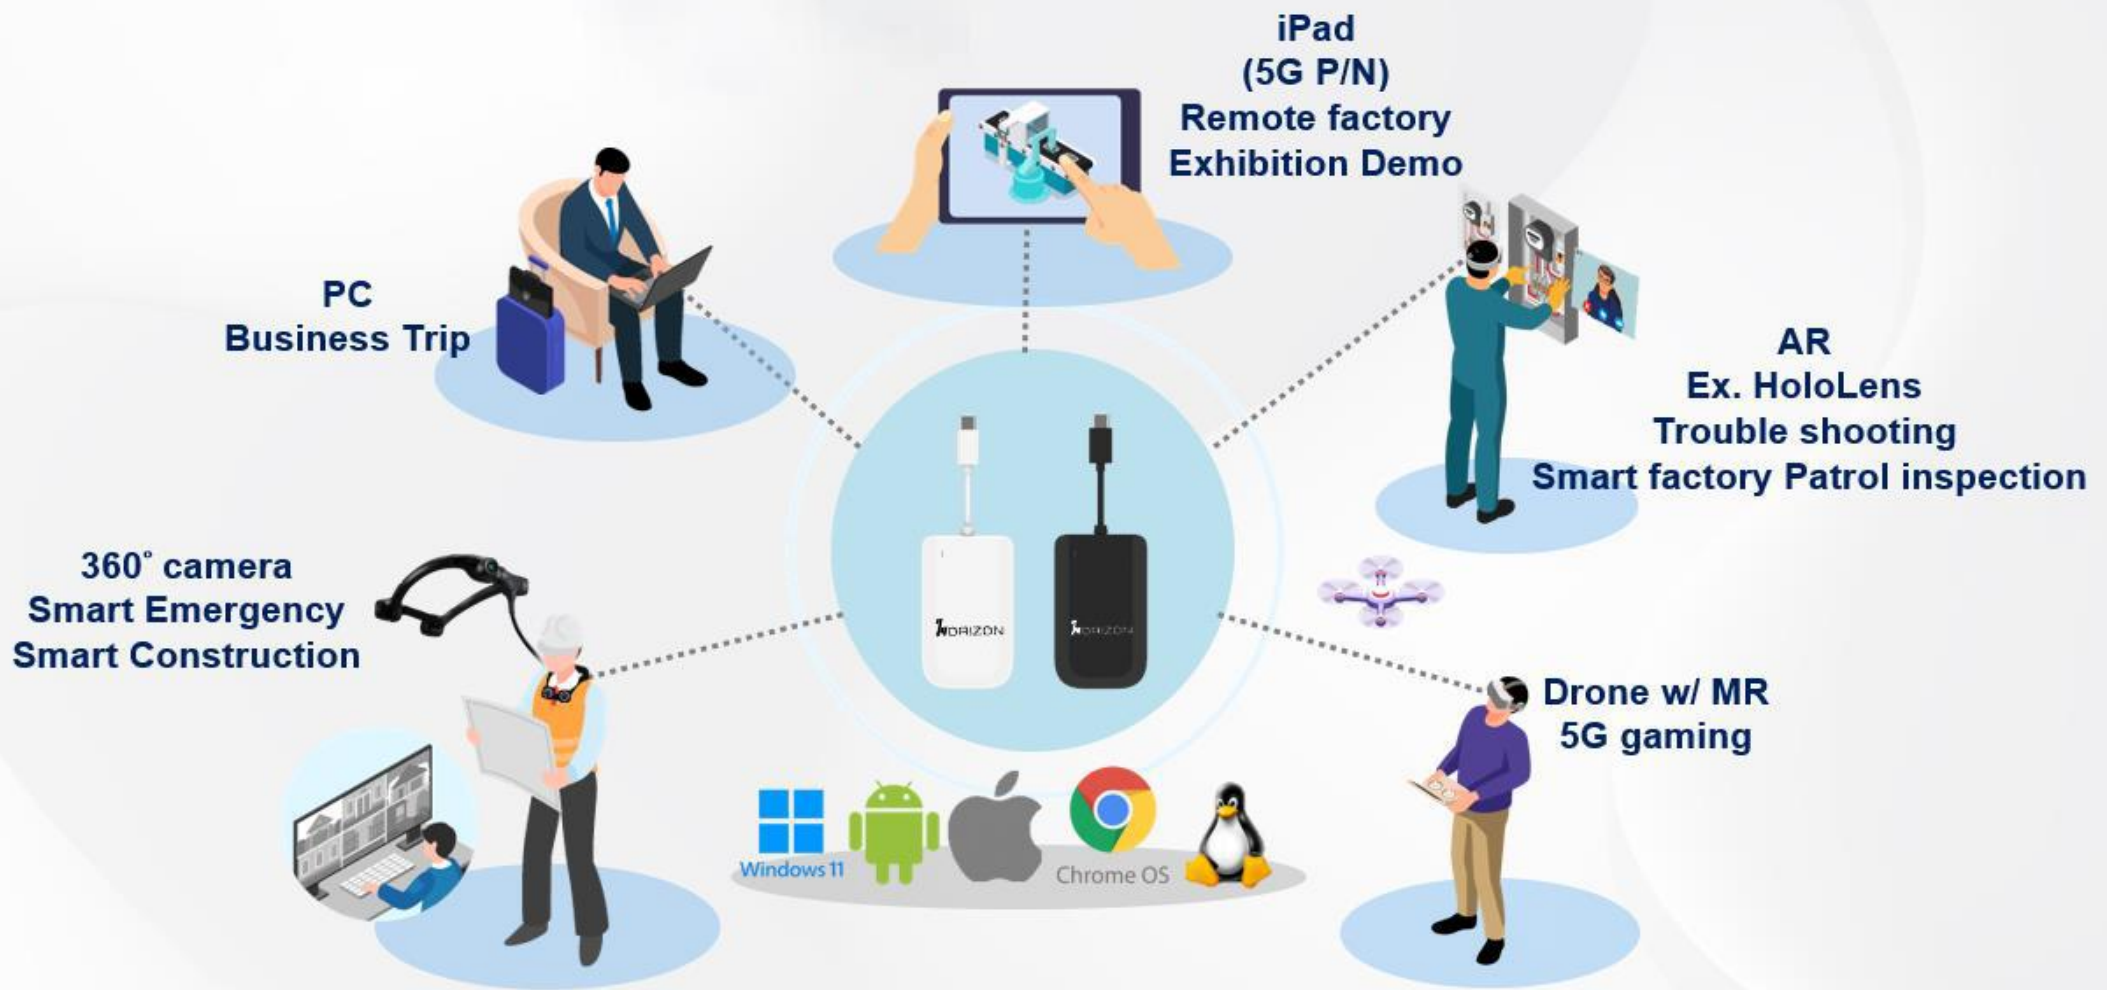 iPad
(5G P/N)
Remote factory
Exhibition Demo
PC
Business Trip
AR
Ex. HoloLens
Trouble shooting
Smart factory Patrol inspection
360° camera
Smart Emergency
Smart Construction
HORIZON
HORIZON
Drone w/ MR
5G gaming
Windows 11
Chrome OS